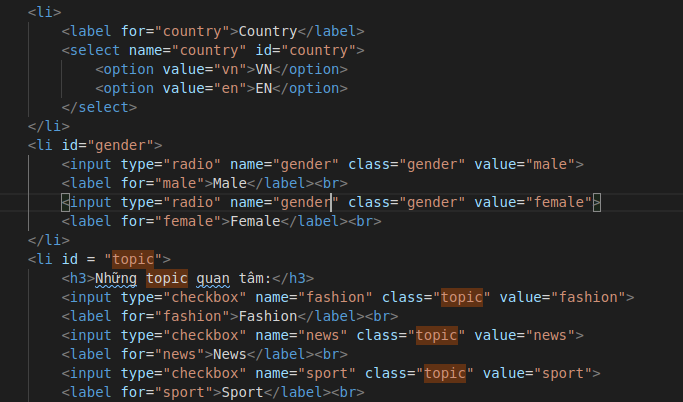 <li>
<label for="country">Country</label>
<select name="country" id="country">
<option value="vn">VN</option>
<option value="en">EN</option>
</select>
</li>
<li id="gender">
<input type="radio" name="gender" class="gender" value="male">
<label for="male">Male</label><br>
<input type="radio" name="gender" class="gender" value="female">
<label for="female">Female</label><br>
</li>
<li id = "topic">
<h3>Những topic quan tâm:</h3>
<input type="checkbox" name="fashion" class="topic" value="fashion">
<label for="fashion">Fashion</label><br>
<input type="checkbox" name="news" class="topic" value="news">
<label for="news">News</label><br>
<input type="checkbox" name="sport" class="topic" value="sport">
<label for="sport">Sport</label><br>